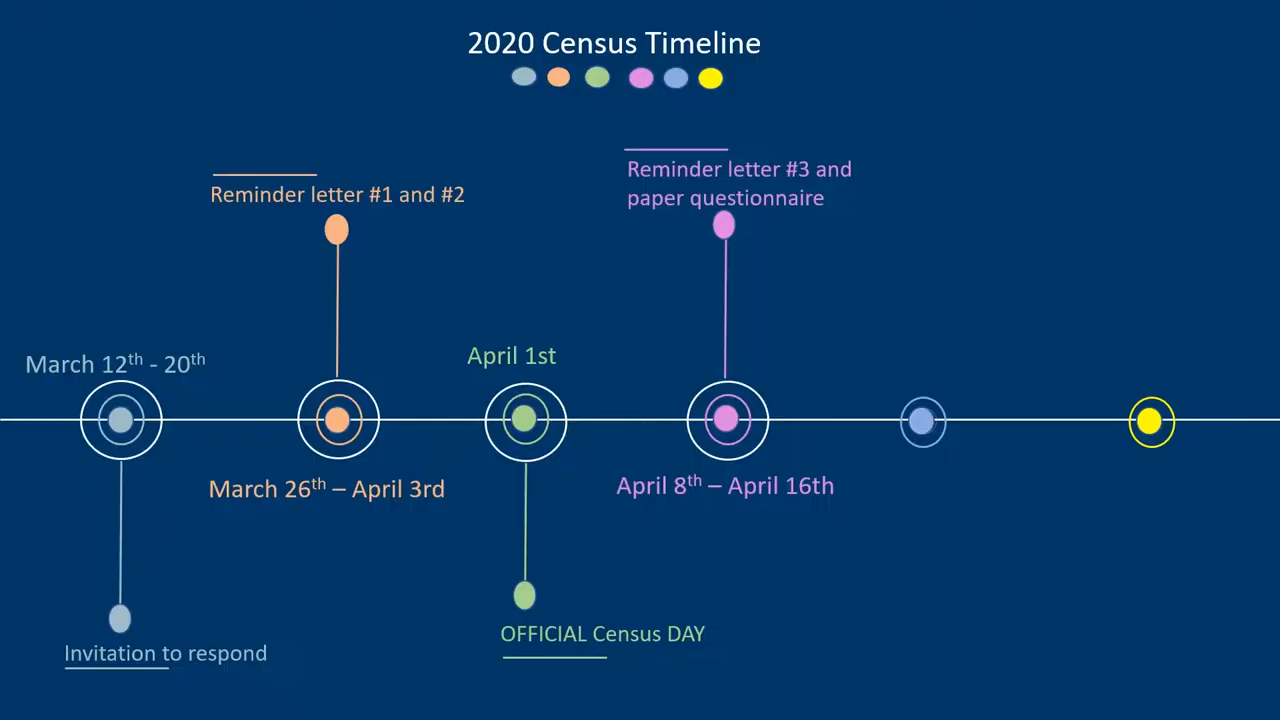 2020 Census Timeline
Reminder letter #1 and #2
Reminder letter #3 and
paper questionnaire
March 12th - 20th
April 1st
March 26th – April 3rd
April 8th – April 16th
OFFICIAL Census DAY
Invitation to respond